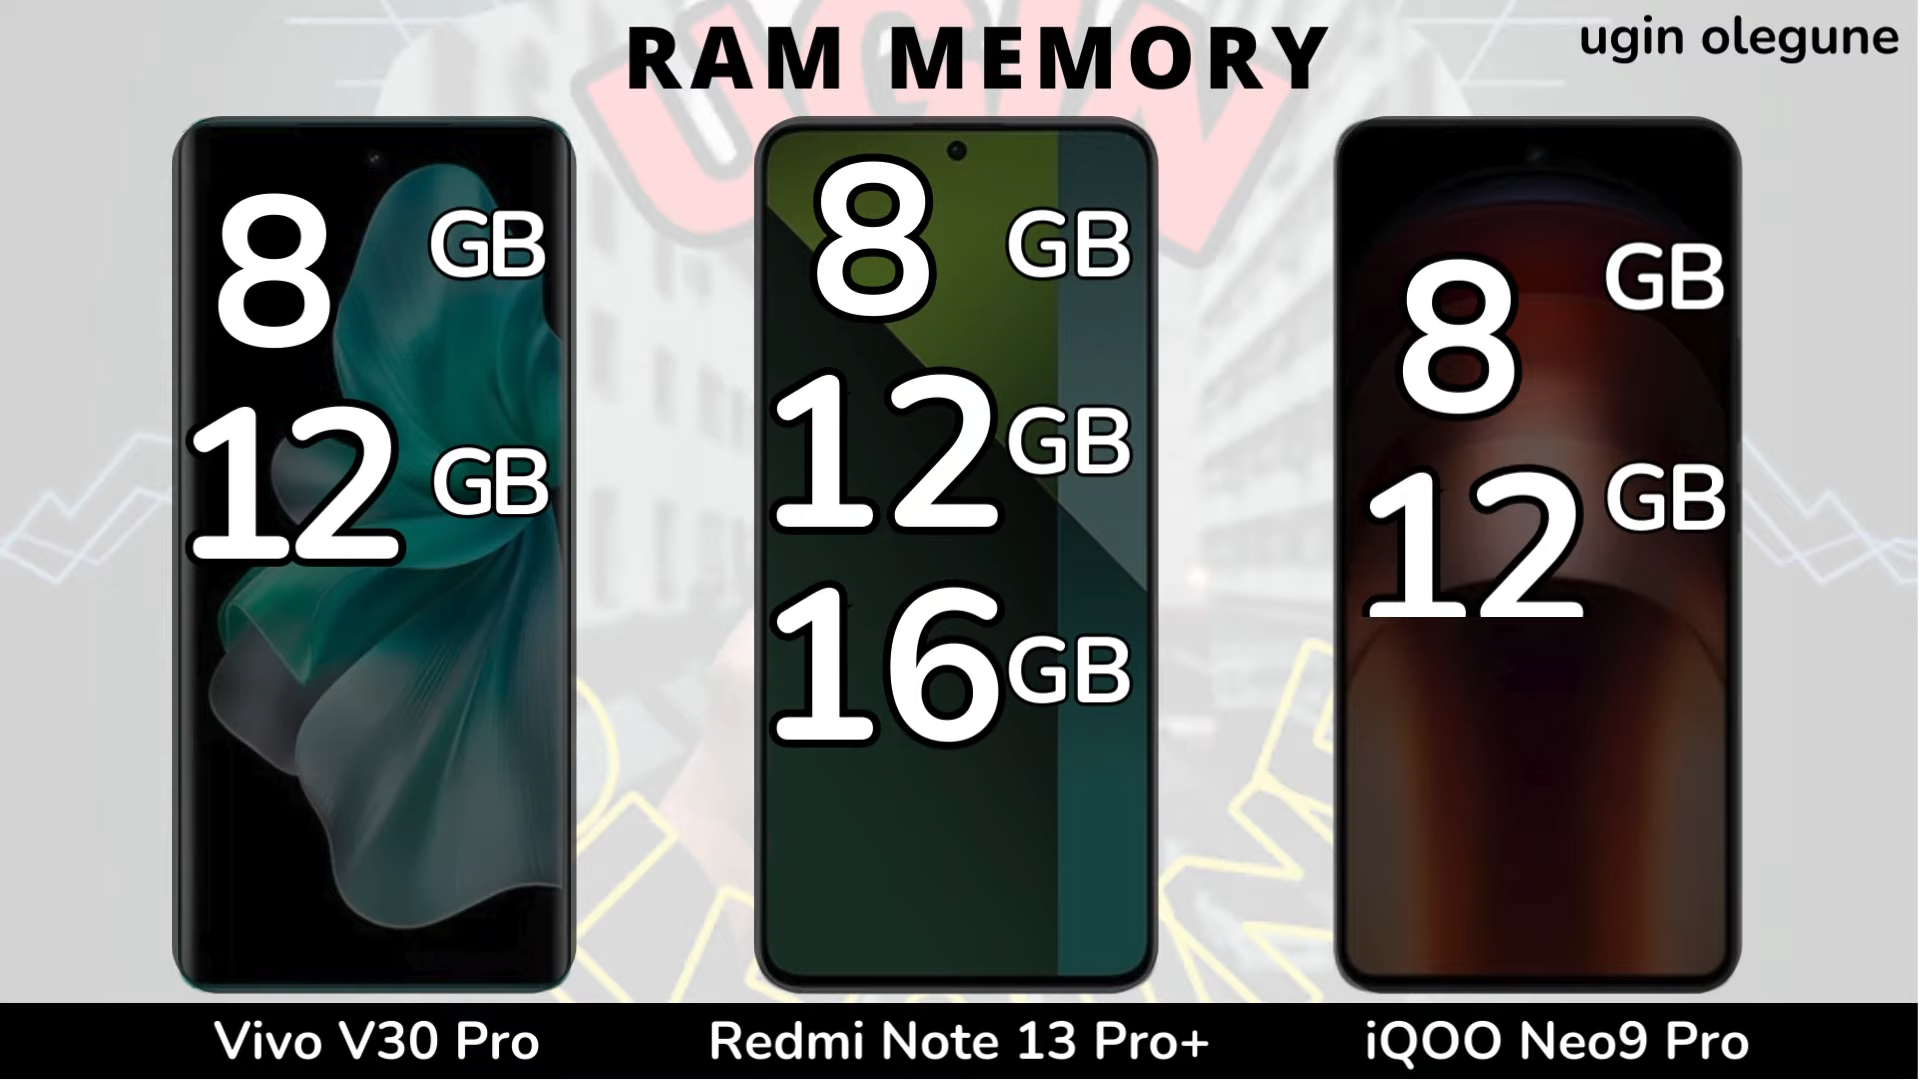 RAM MEMORY
ugin olegune
UGIN
8 GB
12 GB
8 GB
12 GB
16 GB
8 GB
12 GB
Vivo V30 Pro
Redmi Note 13 Pro+
iQOO Neo9 Pro